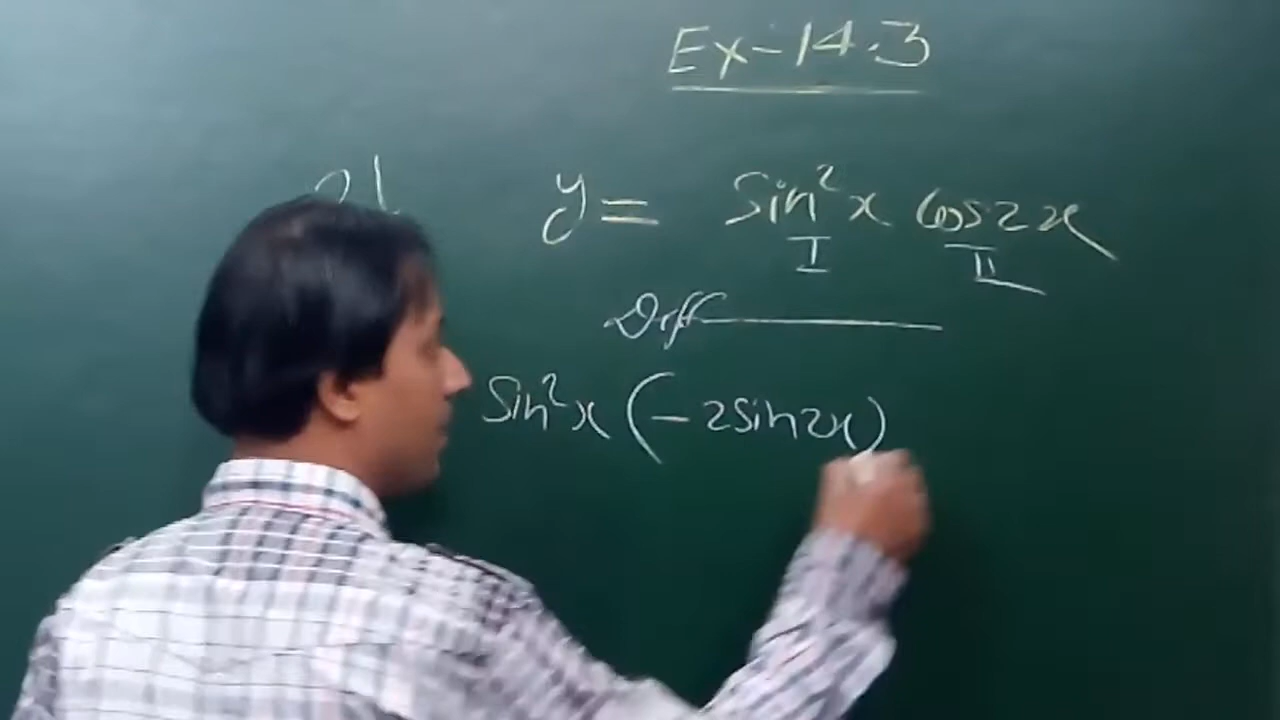 Ex-14.3
y = Sin²x Cos2x
I II
Diff
Sin²x (-2Sin2x)